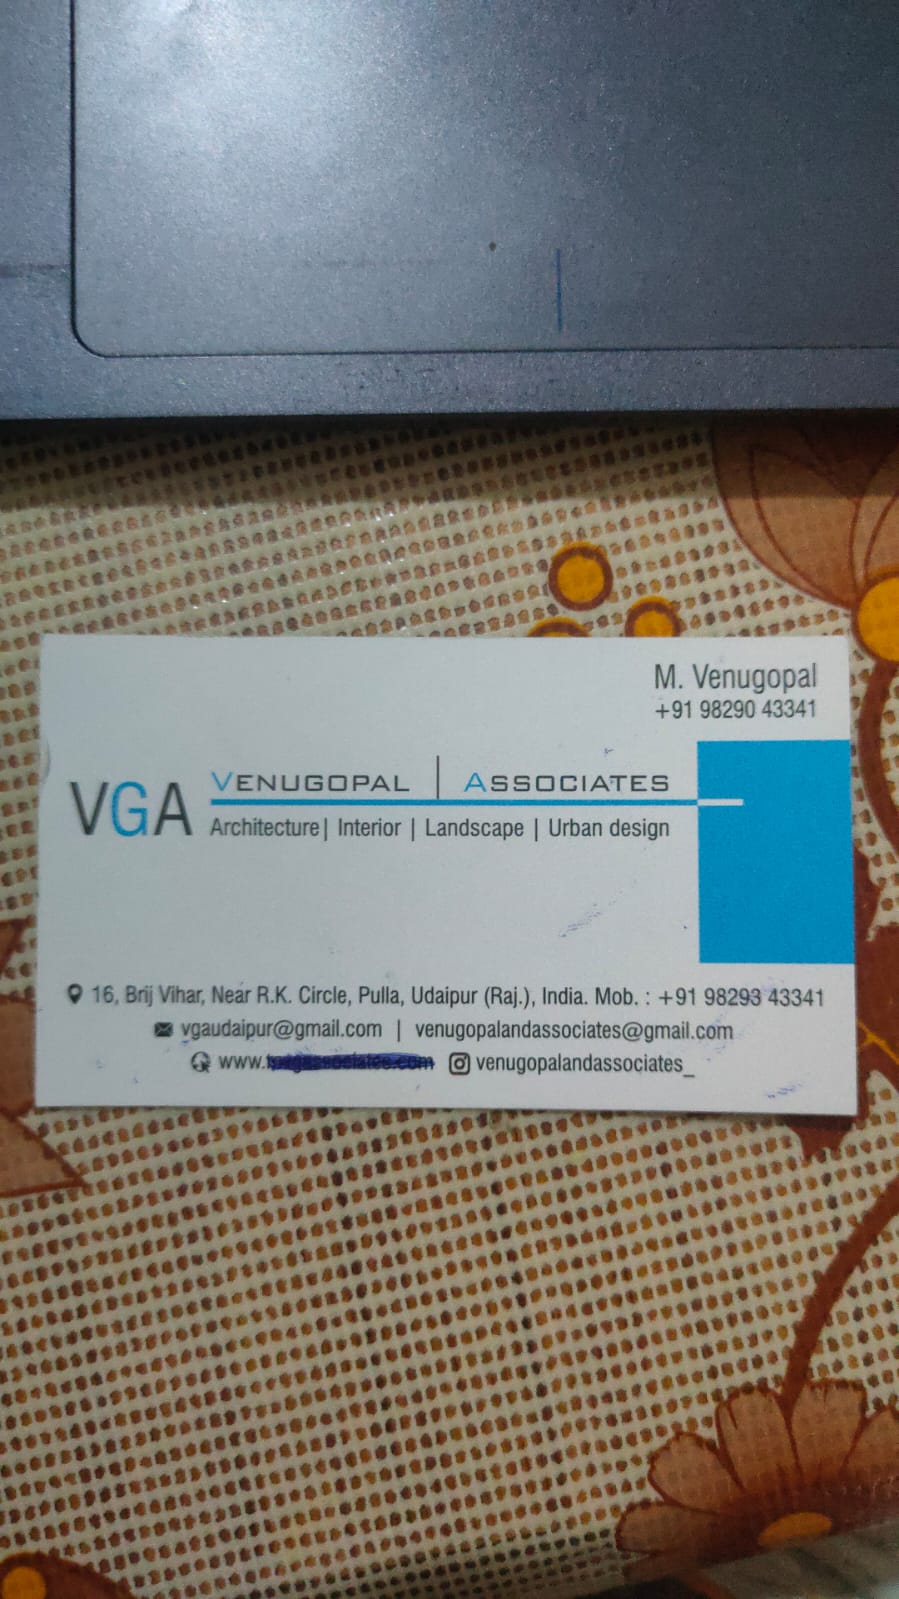 M. Venugopal
+91 98290 43341
VGA
VENUGOPAL | ASSOCIATES
Architecture| Interior | Landscape | Urban design
16, Brij Vihar, Near R.K. Circle, Pulla, Udaipur (Raj.), India. Mob. : +91 98293 43341
vgaudaipur@gmail.com | venugopalandassociates@gmail.com
www. venugopalandassociates_